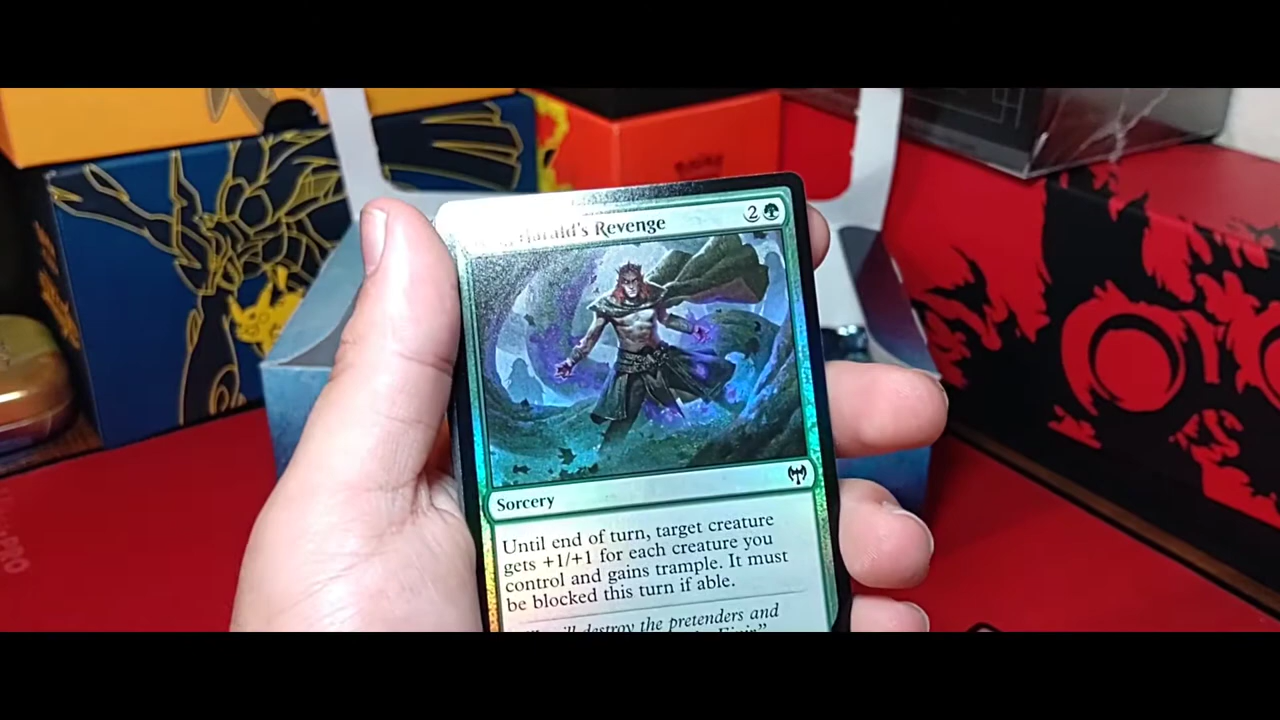 Harald's Revenge
2
Sorcery
Until end of turn, target creature
gets +1/+1 for each creature you
control and gains trample. It must
be blocked this turn if able.
will destroy the pretenders and